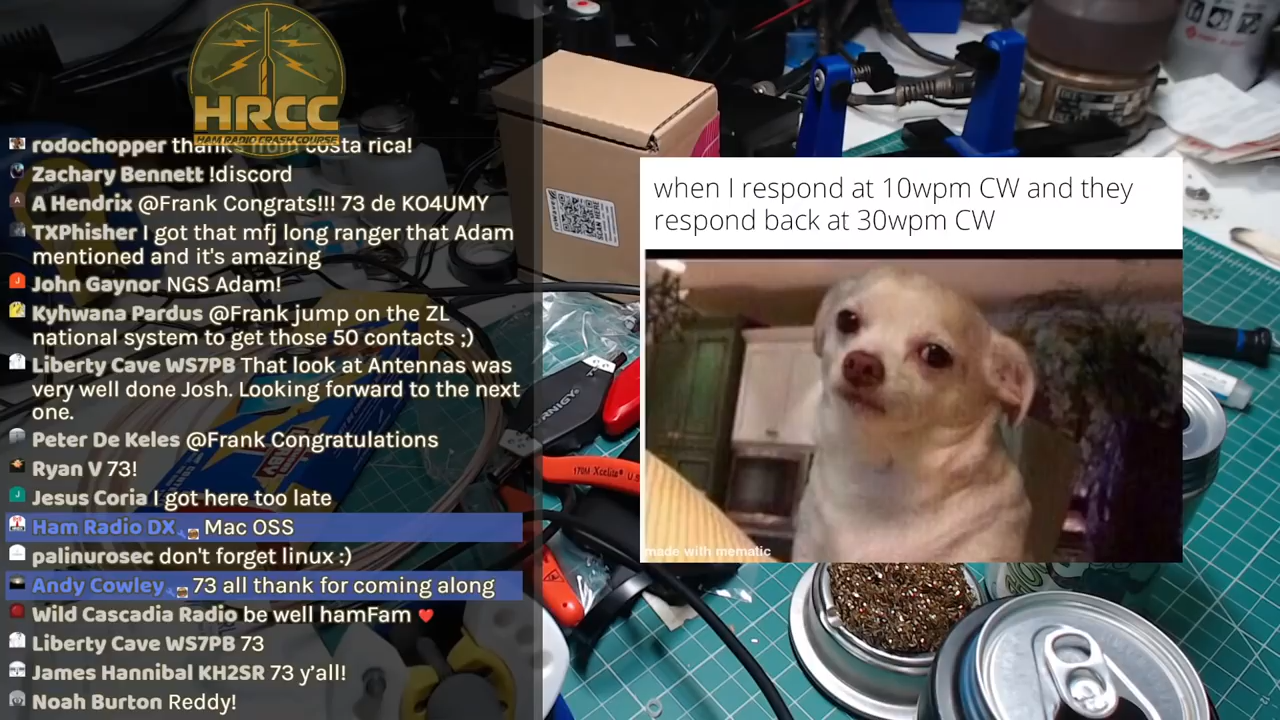 HRCC
HAM RADIO CRASH COURSE
rodochopper thanks from costa rica!
Zachary Bennett !discord
A Hendrix @Frank Congrats!!! 73 de KO4UMY
TXPhisher I got that mfj long ranger that Adam
mentioned and it's amazing
John Gaynor NGS Adam!
Kyhwana Pardus @Frank jump on the ZL
national system to get those 50 contacts ;)
Liberty Cave WS7PB That look at Antennas was
very well done Josh. Looking forward to the next
one.
Peter De Keles @Frank Congratulations
Ryan V 73!
Jesus Coria I got here too late
Ham Radio DX Mac OSS
palinurosec don't forget linux :)
Andy Cowley 73 all thank for coming along
Wild Cascadia Radio be well hamFam ❤️
Liberty Cave WS7PB 73
James Hannibal KH2SR 73 y'all!
Noah Burton Reddy!
when I respond at 10wpm CW and they
respond back at 30wpm CW
made with mematic
170M Xcelite